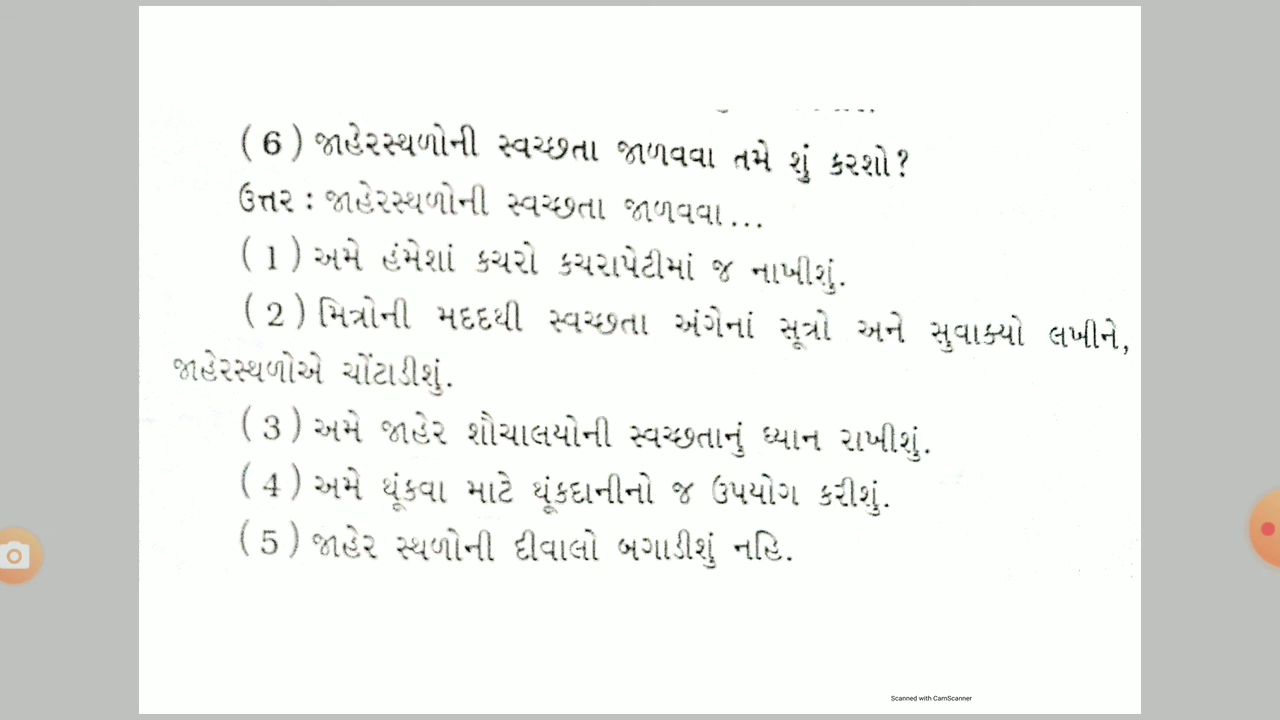 (6) જાહેરસ્થળોની સ્વચ્છતા જાળવવા તમે શું કરશો?
ઉત્તર : જાહેરસ્થળોની સ્વચ્છતા જાળવવા...
(1) અમે હંમેશાં કચરો કચરાપેટીમાં જ નાખીશું.
(2) મિત્રોની મદદથી સ્વચ્છતા અંગેનાં સૂત્રો અને સુવાક્યો લખીને,
જાહેરસ્થળોએ ચોંટાડીશું.
(3) અમે જાહેર શૌચાલયોની સ્વચ્છતાનું ધ્યાન રાખીશું.
(4) અમે થૂંકવા માટે થૂંકદાનીનો જ ઉપયોગ કરીશું.
(5) જાહેર સ્થળોની દીવાલો બગાડીશું નહિ.
Scanned with CamScanner